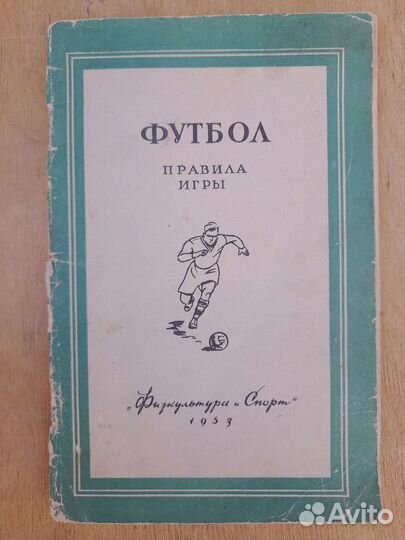 ФУТБОЛ
ПРАВИЛА
ИГРЫ
„Физкультура и Спорт“
1953
Avito